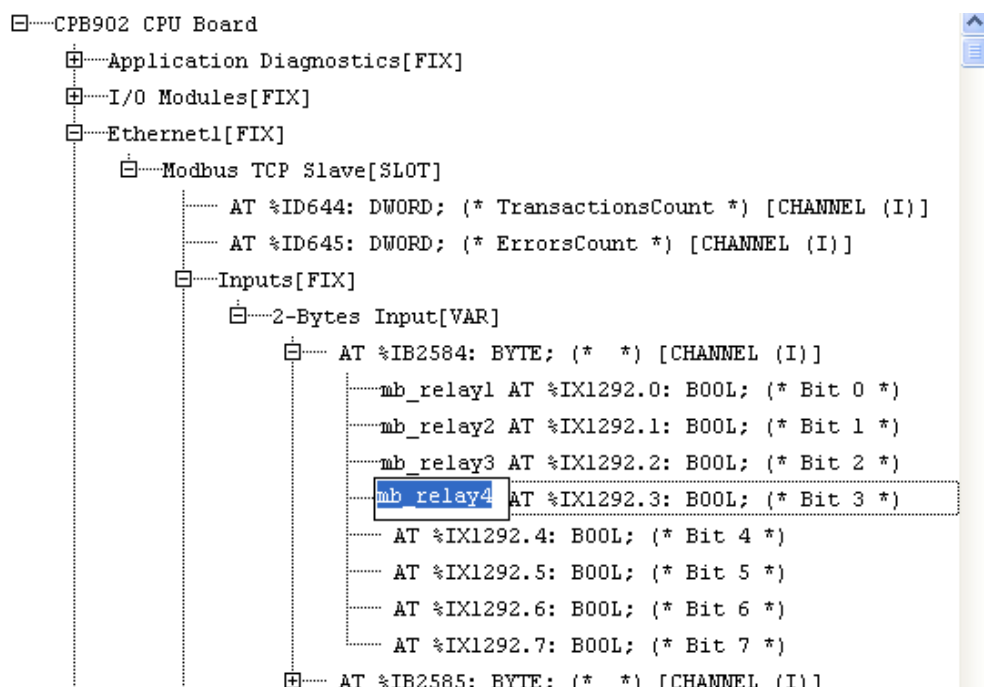 CPB902 CPU Board
Application Diagnostics[FIX]
I/O Modules[FIX]
Ethernet1[FIX]
Modbus TCP Slave[SLOT]
AT %ID644: DWORD; (* TransactionsCount *) [CHANNEL (I)]
AT %ID645: DWORD; (* ErrorsCount *) [CHANNEL (I)]
Inputs[FIX]
2-Bytes Input[VAR]
AT %IB2584: BYTE; (* *) [CHANNEL (I)]
mb_relay1 AT %IX1292.0: BOOL; (* Bit 0 *)
mb_relay2 AT %IX1292.1: BOOL; (* Bit 1 *)
mb_relay3 AT %IX1292.2: BOOL; (* Bit 2 *)
mb_relay4 AT %IX1292.3: BOOL; (* Bit 3 *)
AT %IX1292.4: BOOL; (* Bit 4 *)
AT %IX1292.5: BOOL; (* Bit 5 *)
AT %IX1292.6: BOOL; (* Bit 6 *)
AT %IX1292.7: BOOL; (* Bit 7 *)
AT %IB2585: BYTE; (* *) [CHANNEL (I)]